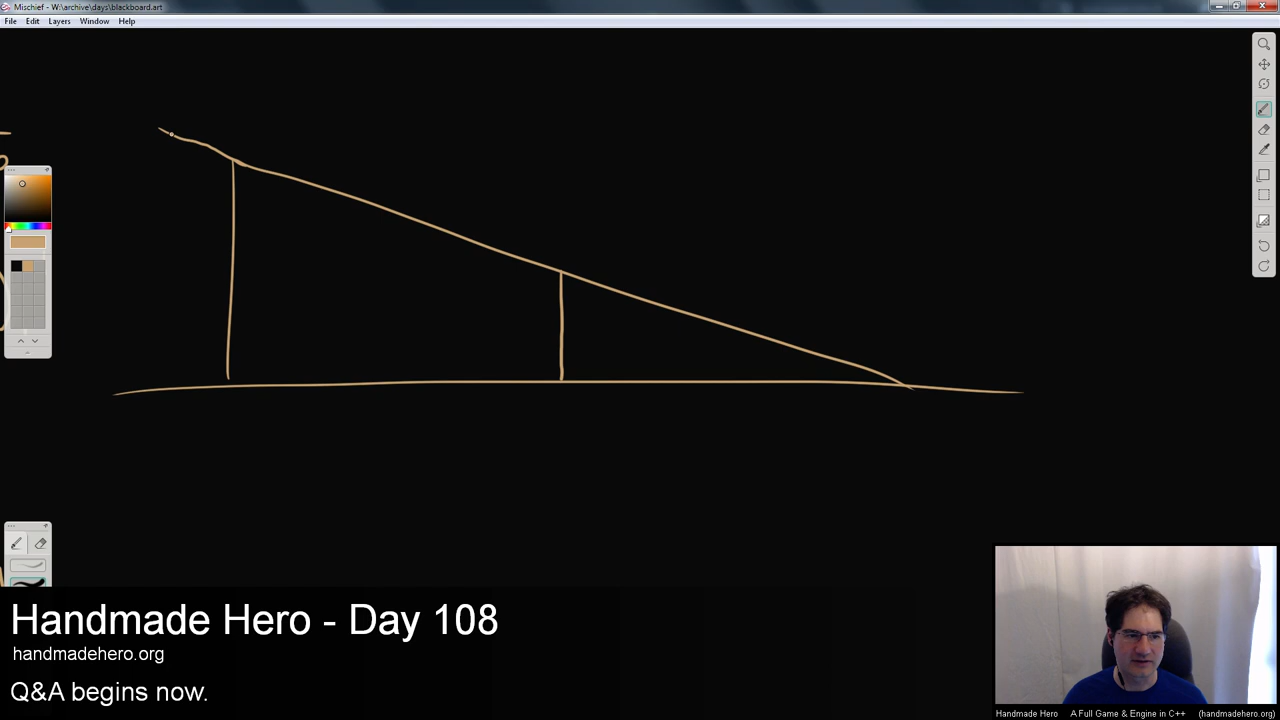 Mischief - W:\archive\days\blackboard.art
File Edit Layers Window Help
Handmade Hero - Day 108
handmadehero.org
Q&A begins now.
Handmade Hero A Full Game & Engine in C++ (handmadehero.org)